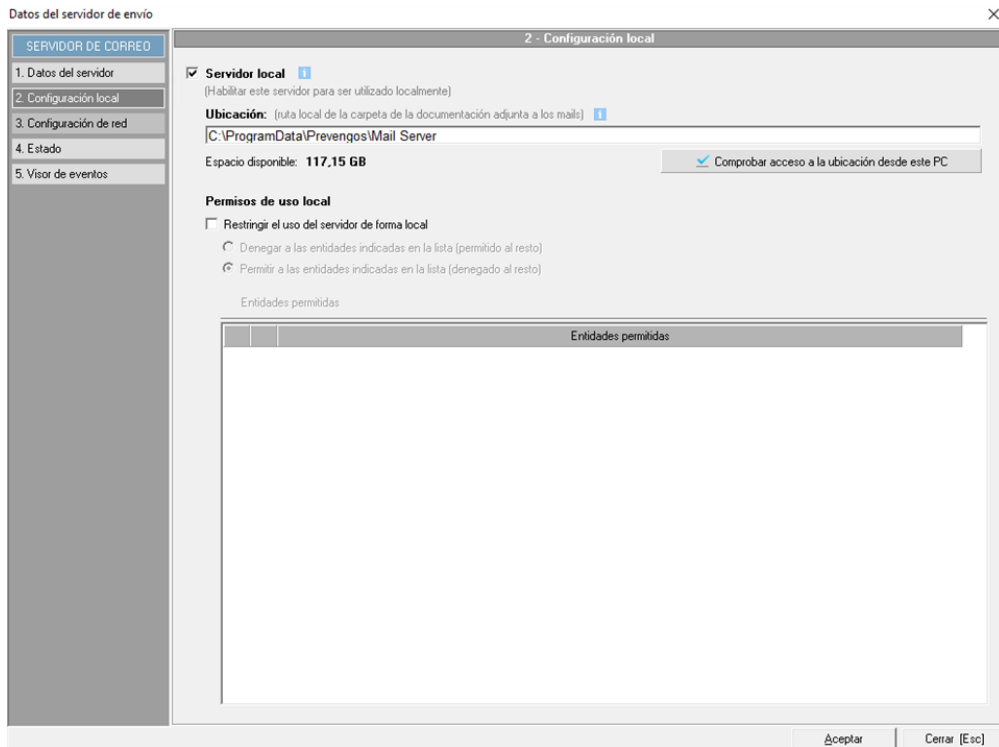 Datos del servidor de envío
SERVIDOR DE CORREO
1. Datos del servidor
2. Configuración local
3. Configuración de red
4. Estado
5. Visor de eventos
2 - Configuración local
Servidor local
(Habilitar este servidor para ser utilizado localmente)
Ubicación: (ruta local de la carpeta de la documentación adjunta a los mails)
C:\ProgramData\Prevengos\Mail Server
Espacio disponible: 117,15 GB
Comprobar acceso a la ubicación desde este PC
Permisos de uso local
Restringir el uso del servidor de forma local
Denegar a las entidades indicadas en la lista (permitido al resto)
Permitir a las entidades indicadas en la lista (denegado al resto)
Entidades permitidas
Entidades permitidas
Aceptar
Cerrar [Esc]